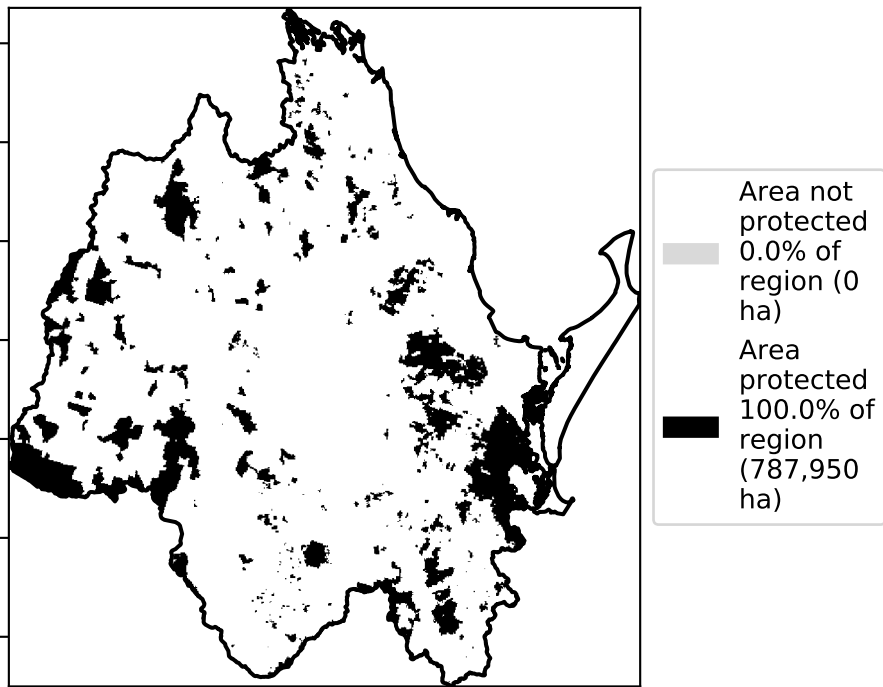 Area not
protected
0.0% of
region (0
ha)
Area
protected
100.0% of
region
(787,950
ha)